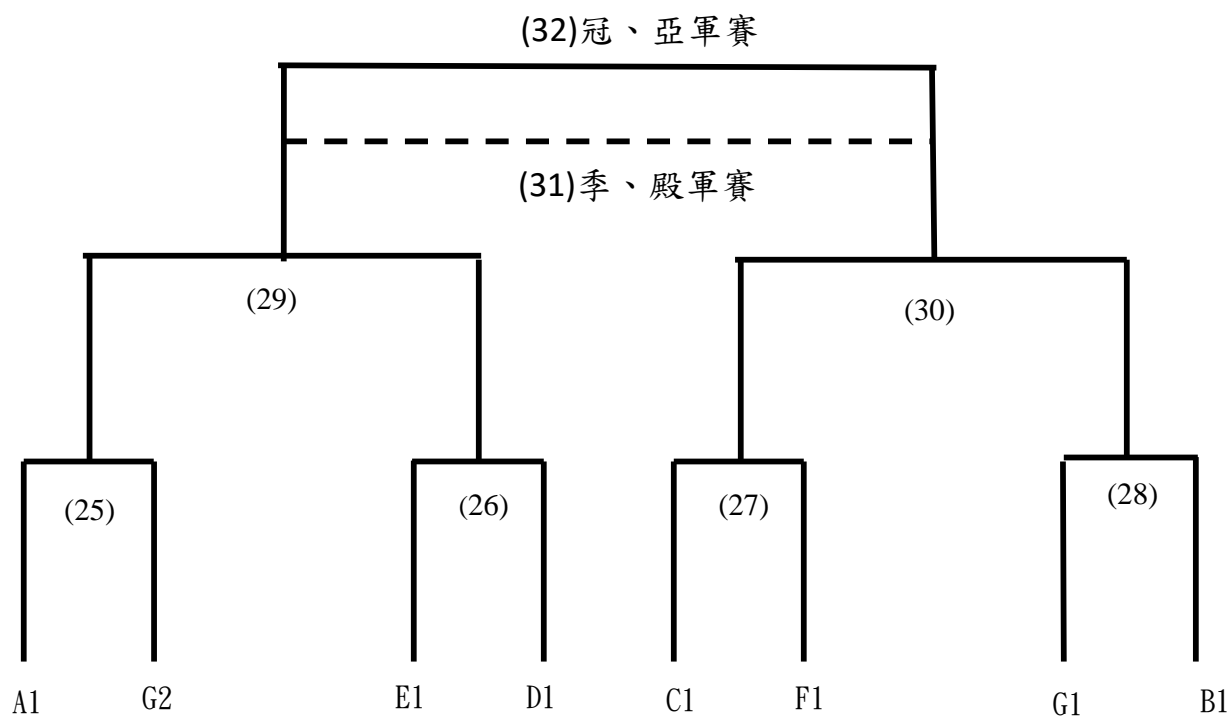 (32)冠、亞軍賽
(31)季、殿軍賽
(29)
(30)
(25)
(26)
(27)
(28)
A1
G2
E1
D1
C1
F1
G1
B1